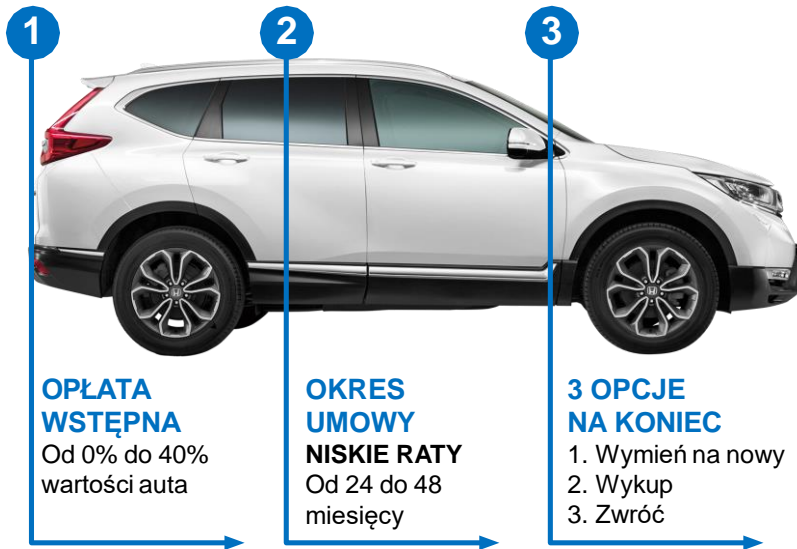 1
2
3
OPŁATA
WSTĘPNA
Od 0% do 40%
wartości auta
OKRES
UMOWY
NISKIE RATY
Od 24 do 48
miesięcy
3 OPCJE
NA KONIEC
1. Wymień na nowy
2. Wykup
3. Zwróć